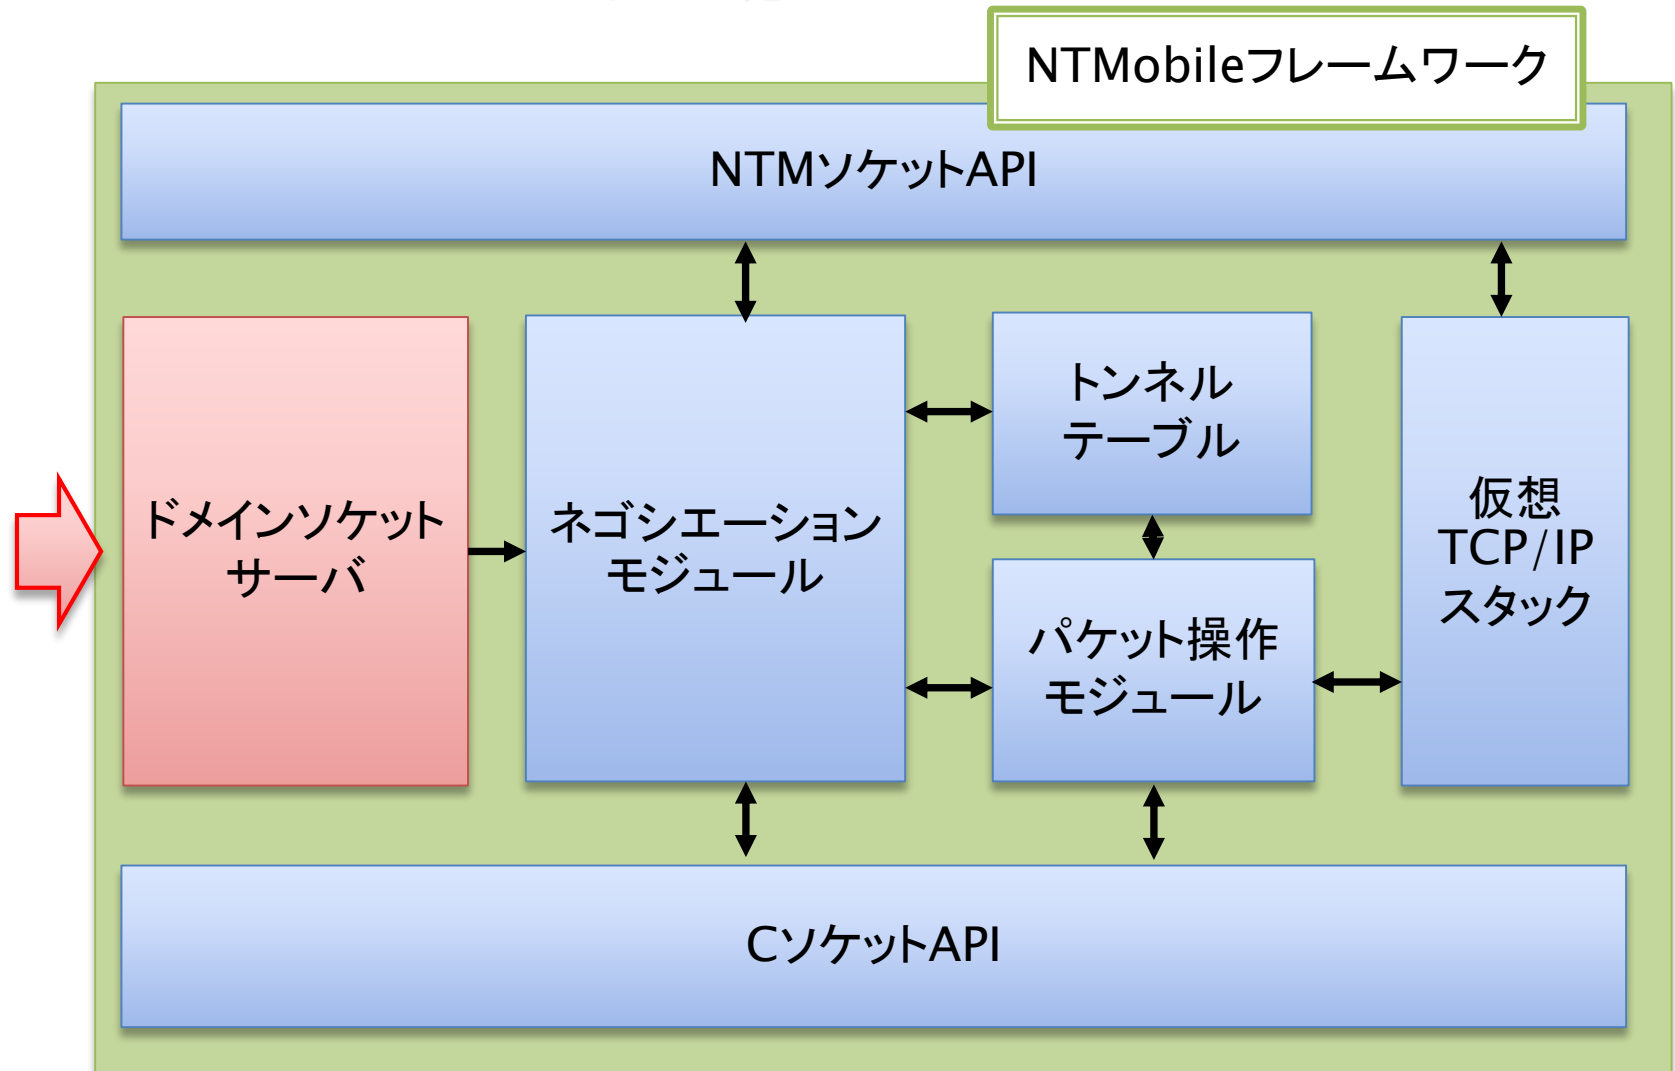 NTMobileフレームワーク
NTMソケットAPI
ドメインソケット
サーバ
ネゴシエーション
モジュール
トンネル
テーブル
パケット操作
モジュール
仮想
TCP/IP
スタック
CソケットAPI